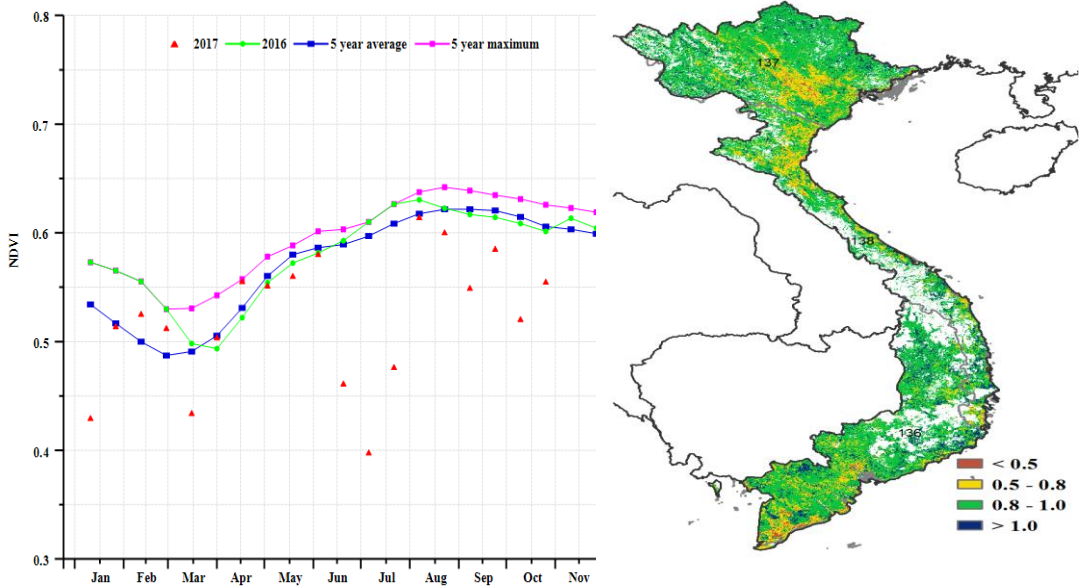 0.8
2017 2016 5 year average 5 year maximum
0.7
0.6
NDVI
0.5
0.4
0.3
Jan Feb Mar Apr May Jun Jul Aug Sep Oct Nov
137
138
136
< 0.5
0.5 - 0.8
0.8 - 1.0
> 1.0